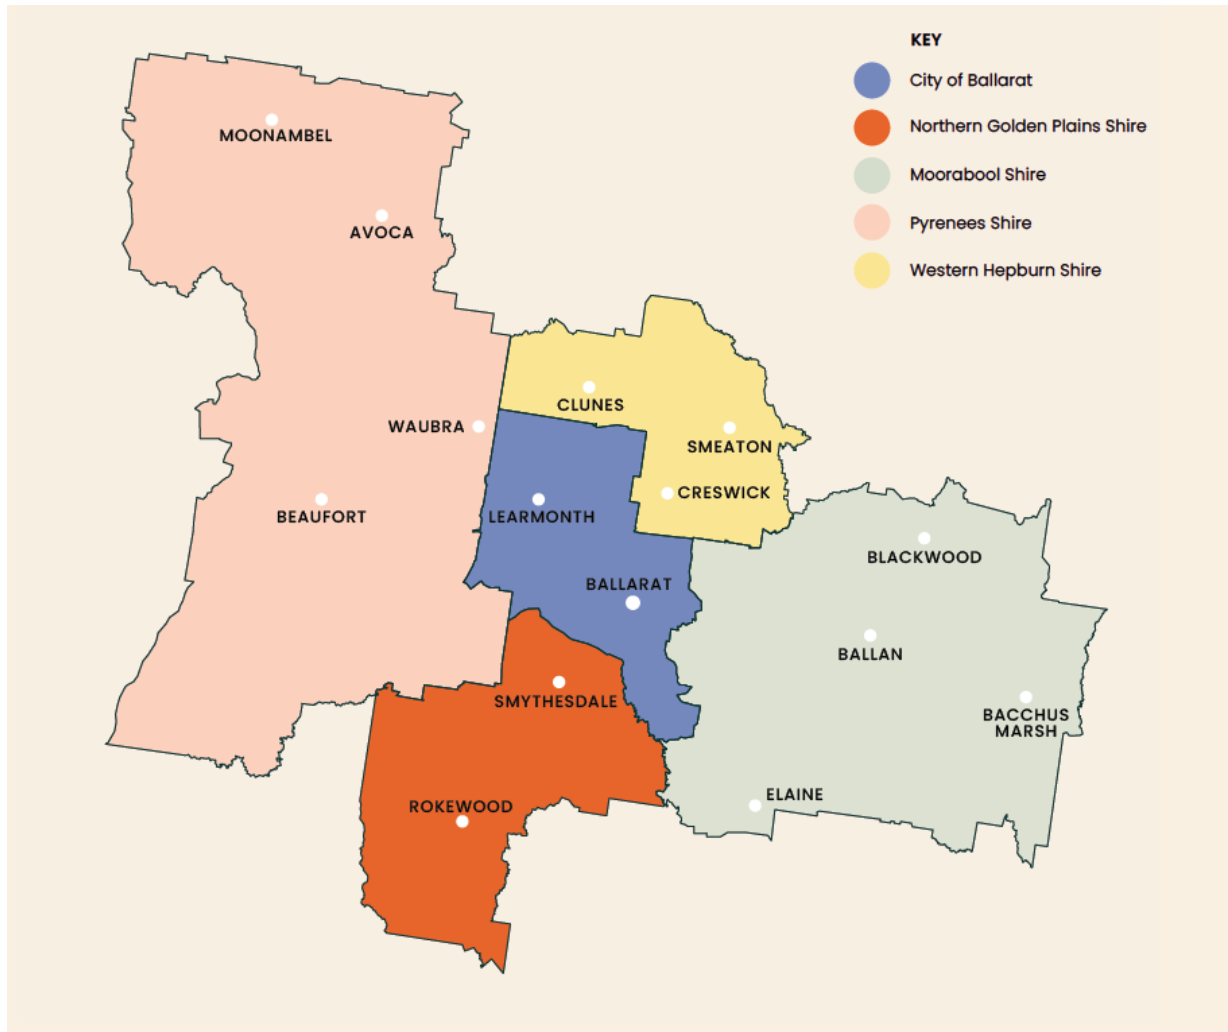 KEY
City of Ballarat
Northern Golden Plains Shire
Moorabool Shire
Pyrenees Shire
Western Hepburn Shire
MOONAMBEL
AVOCA
CLUNES
WAUBRA
SMEATON
CRESWICK
BEAUFORT
LEARMONTH
BLACKWOOD
BALLARAT
BALLAN
SMYTHESDALE
BACCHUS
MARSH
ELAINE
ROKEWOOD